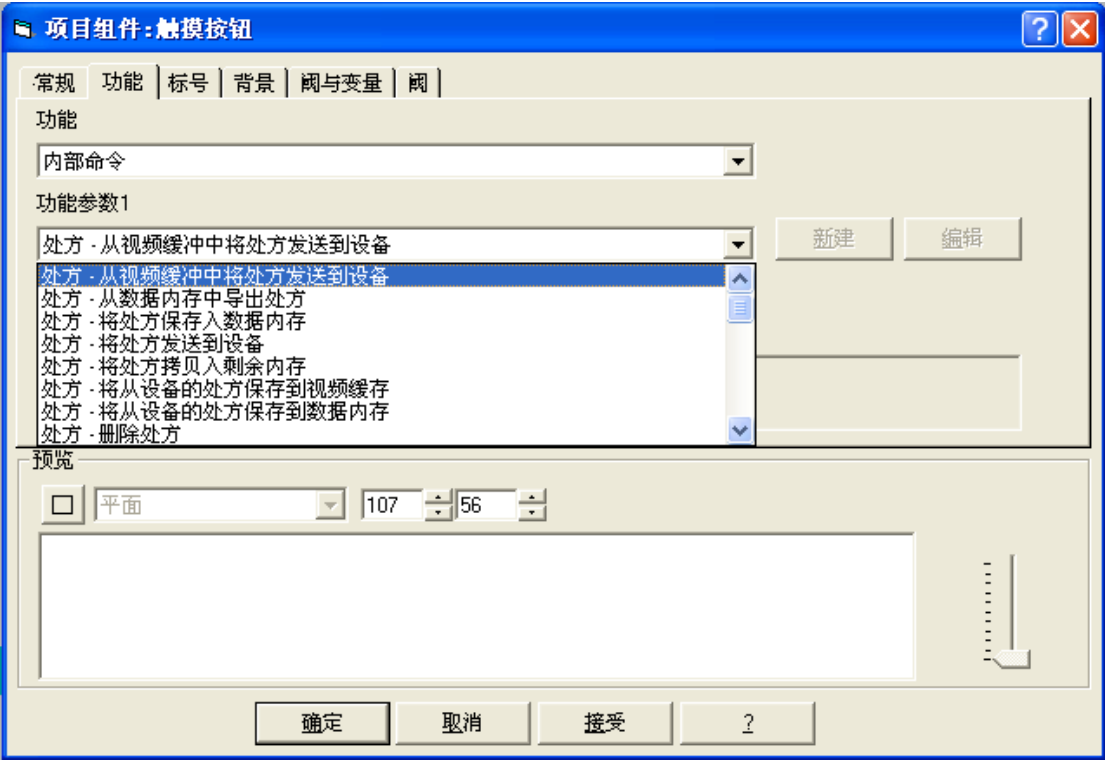 项目组件:触摸按钮
常规 功能 标号 背景 阈与变量 阈
功能
内部命令
功能参数1
处方 - 从视频缓冲中将处方发送到设备
新建 编辑
处方 - 从视频缓冲中将处方发送到设备
处方 - 从数据内存中导出处方
处方 - 将处方保存入数据内存
处方 - 将处方发送到设备
处方 - 将处方拷贝入剩余内存
处方 - 将从设备的处方保存到视频缓存
处方 - 将从设备的处方保存到数据内存
处方 - 删除处方
预览
平面 107 56
确定 取消 接受 ?